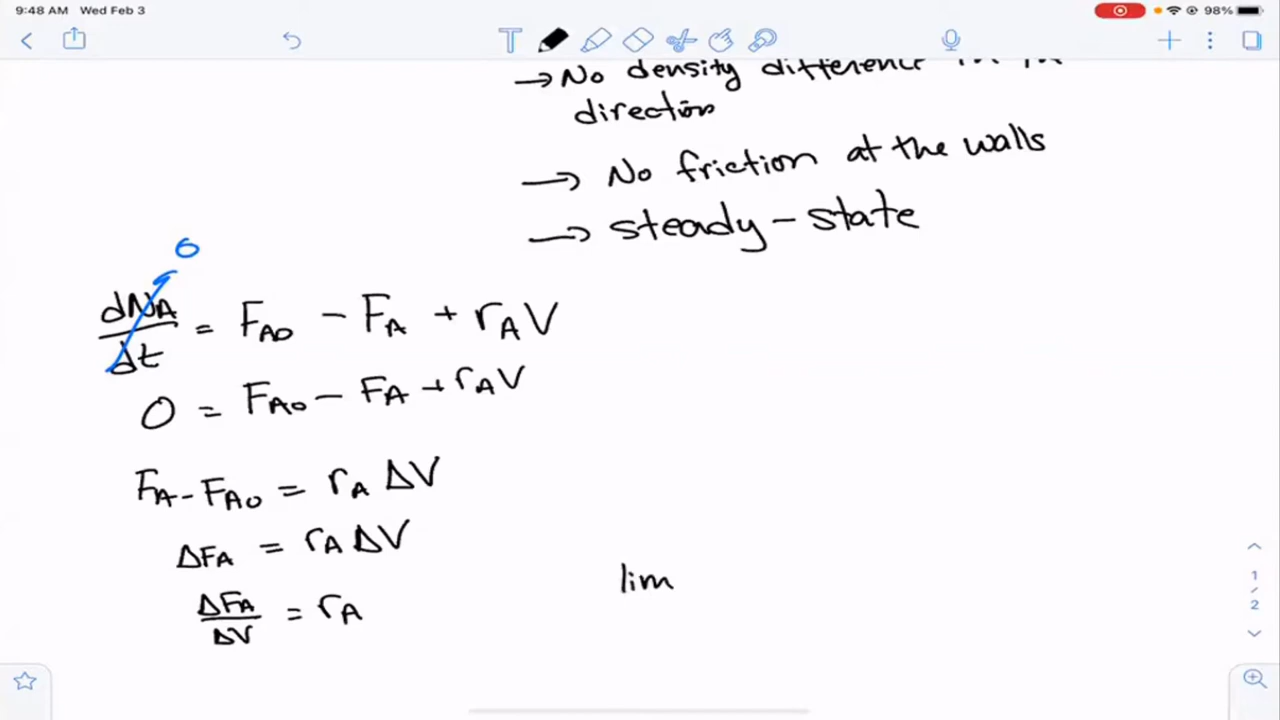 9:48 AM Wed Feb 3
98%
T
→ No density difference in
direction
→ No friction at the walls
→ steady-state
0
dNA/dt = FA0 - FA + rAV
0 = FA0 - FA + rAV
FA - FA0 = rA ΔV
ΔFA = rA ΔV
ΔFA/ΔV = rA
lim
1
/
2